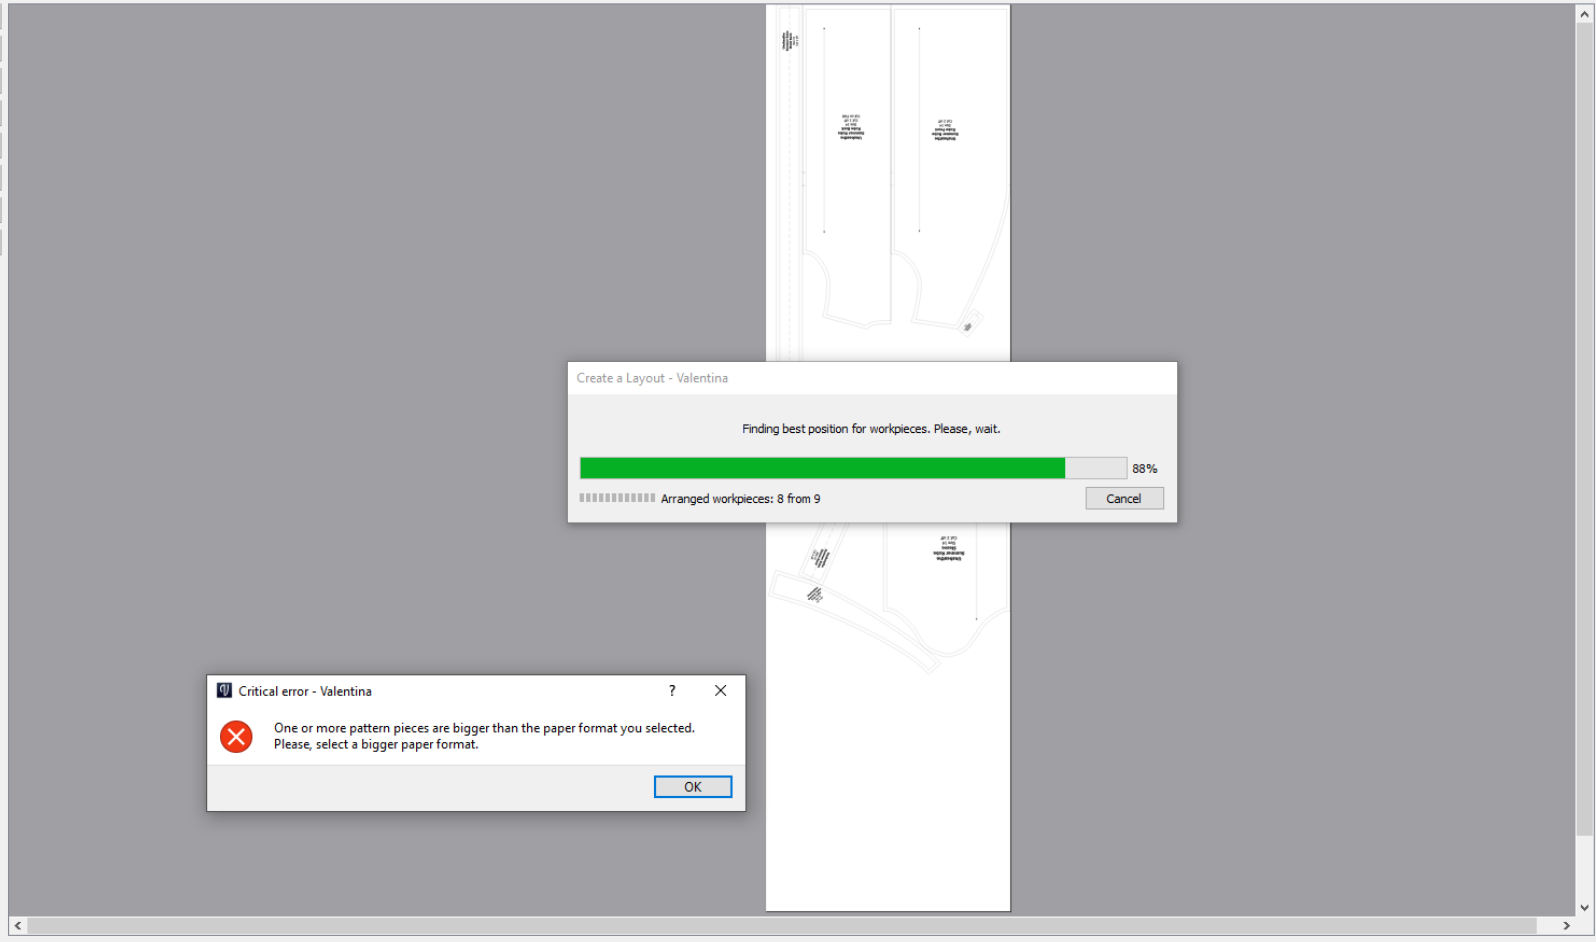 Create a Layout - Valentina
Finding best position for workpieces. Please, wait.
88%
Arranged workpieces: 8 from 9
Cancel
Critical error - Valentina
?
One or more pattern pieces are bigger than the paper format you selected.
Please, select a bigger paper format.
OK